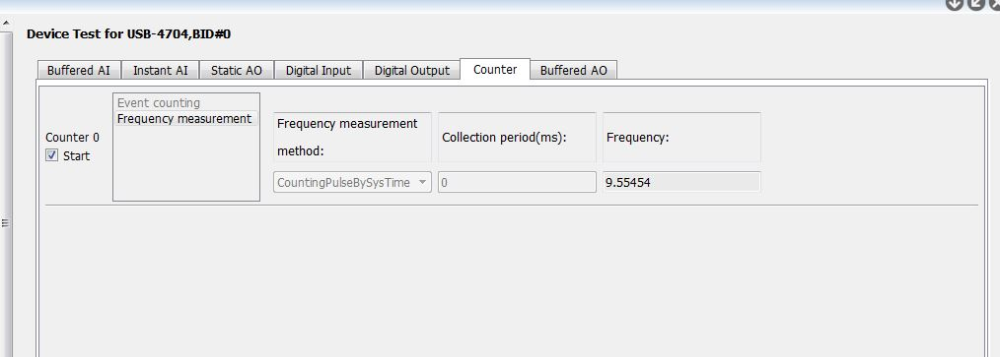 Device Test for USB-4704,BID#0
Buffered AI Instant AI Static AO Digital Input Digital Output Counter Buffered AO
Event counting
Frequency measurement
Counter 0
Start
Frequency measurement
method:
Collection period(ms):
Frequency:
CountingPulseBySysTime
0
9.55454